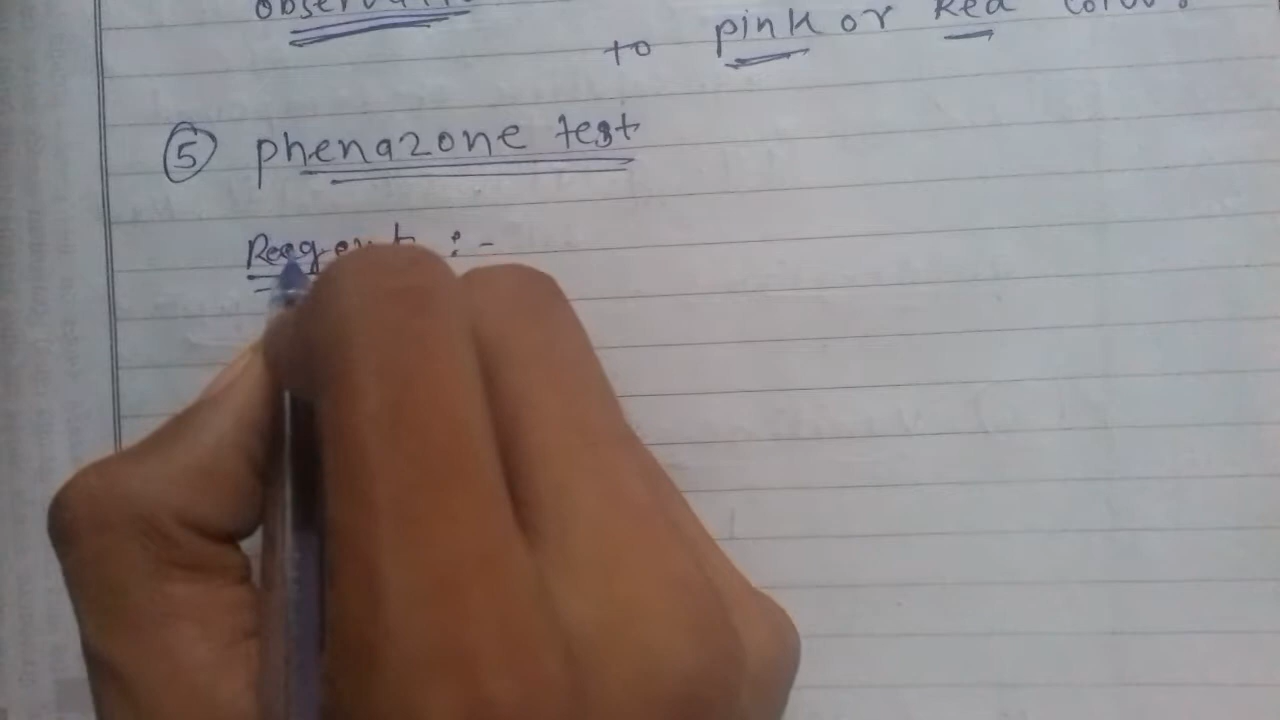 to pink or Red
⑤ phenazone test
Reagent :-